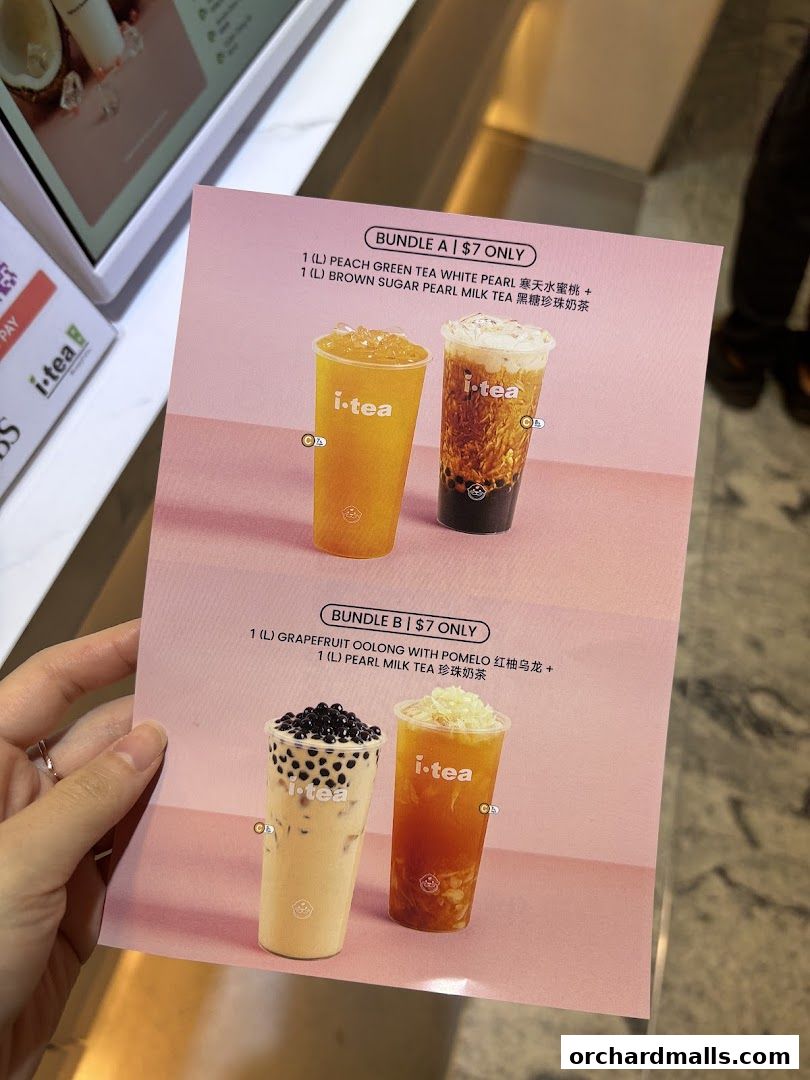 PAY
i·tea
BS
BUNDLE A | $7 ONLY
1 (L) PEACH GREEN TEA WHITE PEARL 寒天水蜜桃 +
1 (L) BROWN SUGAR PEARL MILK TEA 黑糖珍珠奶茶
i·tea
i·tea
C
C
BUNDLE B | $7 ONLY
1 (L) GRAPEFRUIT OOLONG WITH POMELO 红柚乌龙 +
1 (L) PEARL MILK TEA 珍珠奶茶
i·tea
i·tea
C
C
orchardmalls.com